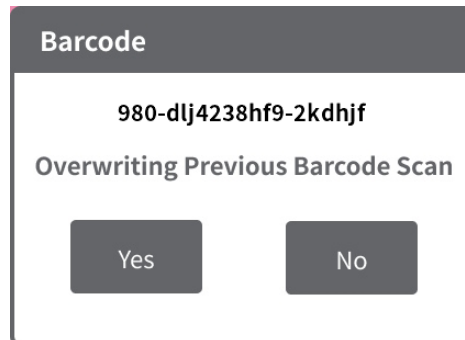 Barcode
980-dlj4238hf9-2kdhjf
Overwriting Previous Barcode Scan
Yes No